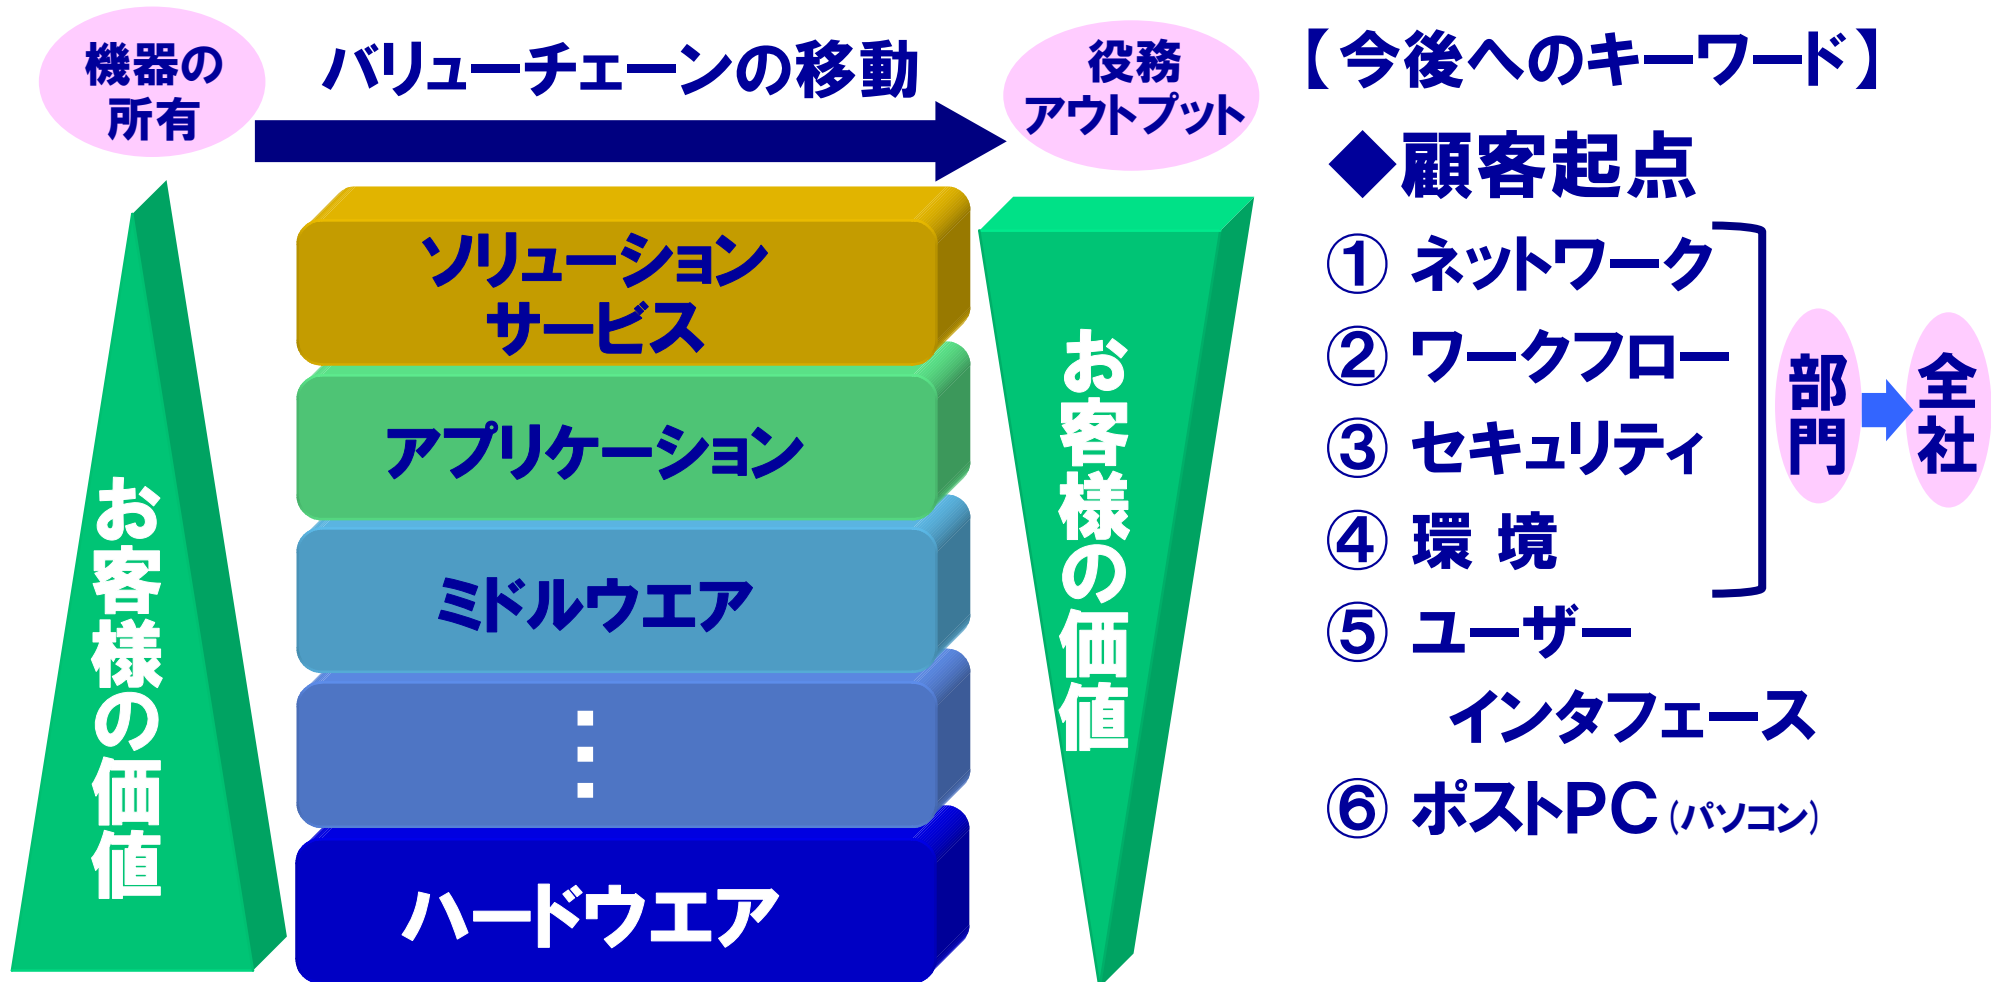 機器の
所有
バリューチェーンの移動
役務
アウトプット
お客様の価値
ソリューション
サービス
アプリケーション
ミドルウエア
ハードウエア
お客様の価値
【今後へのキーワード】
◆顧客起点
① ネットワーク
② ワークフロー
③ セキュリティ
④ 環 境
⑤ ユーザー
インタフェース
⑥ ポストPC(パソコン)
部門
全社